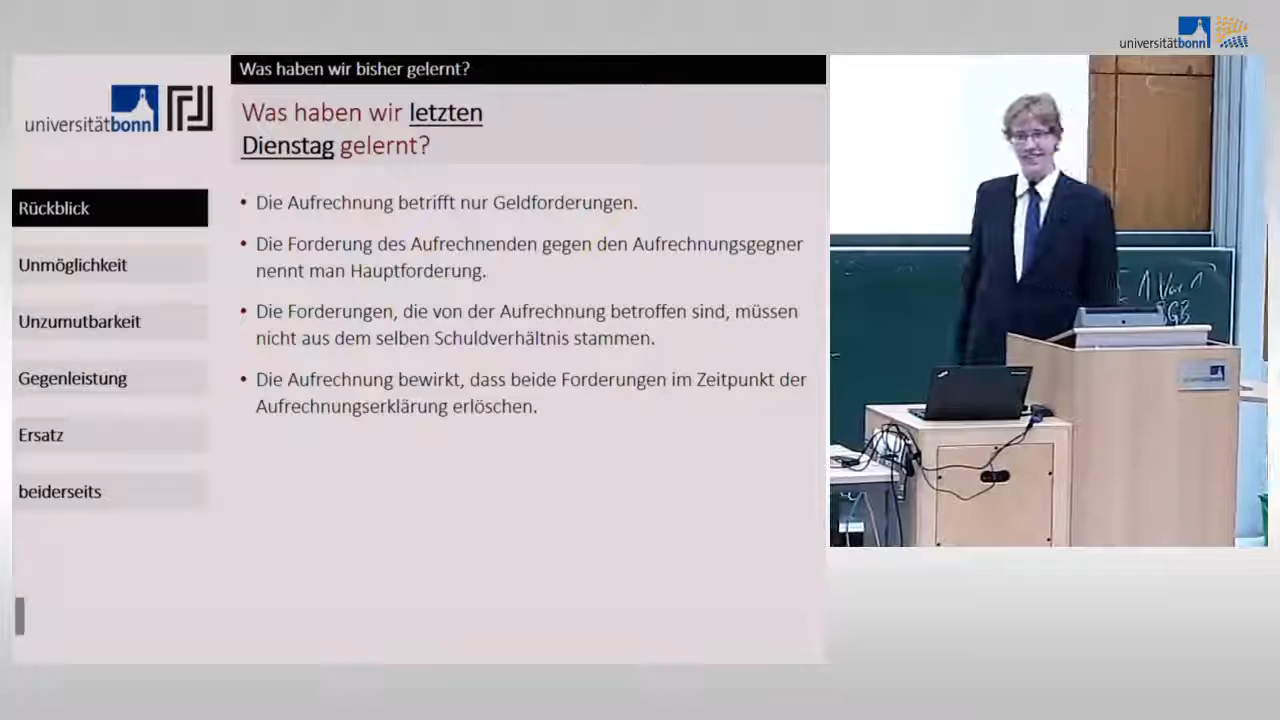 universitätbonn
Was haben wir bisher gelernt?
universitätbonn
Was haben wir letzten
Dienstag gelernt?
Rückblick
Unmöglichkeit
Unzumutbarkeit
Gegenleistung
Ersatz
beiderseits
• Die Aufrechnung betrifft nur Geldforderungen.
• Die Forderung des Aufrechnenden gegen den Aufrechnungsgegner
nennt man Hauptforderung.
• Die Forderungen, die von der Aufrechnung betroffen sind, müssen
nicht aus dem selben Schuldverhältnis stammen.
• Die Aufrechnung bewirkt, dass beide Forderungen im Zeitpunkt der
Aufrechnungserklärung erlöschen.
BGB